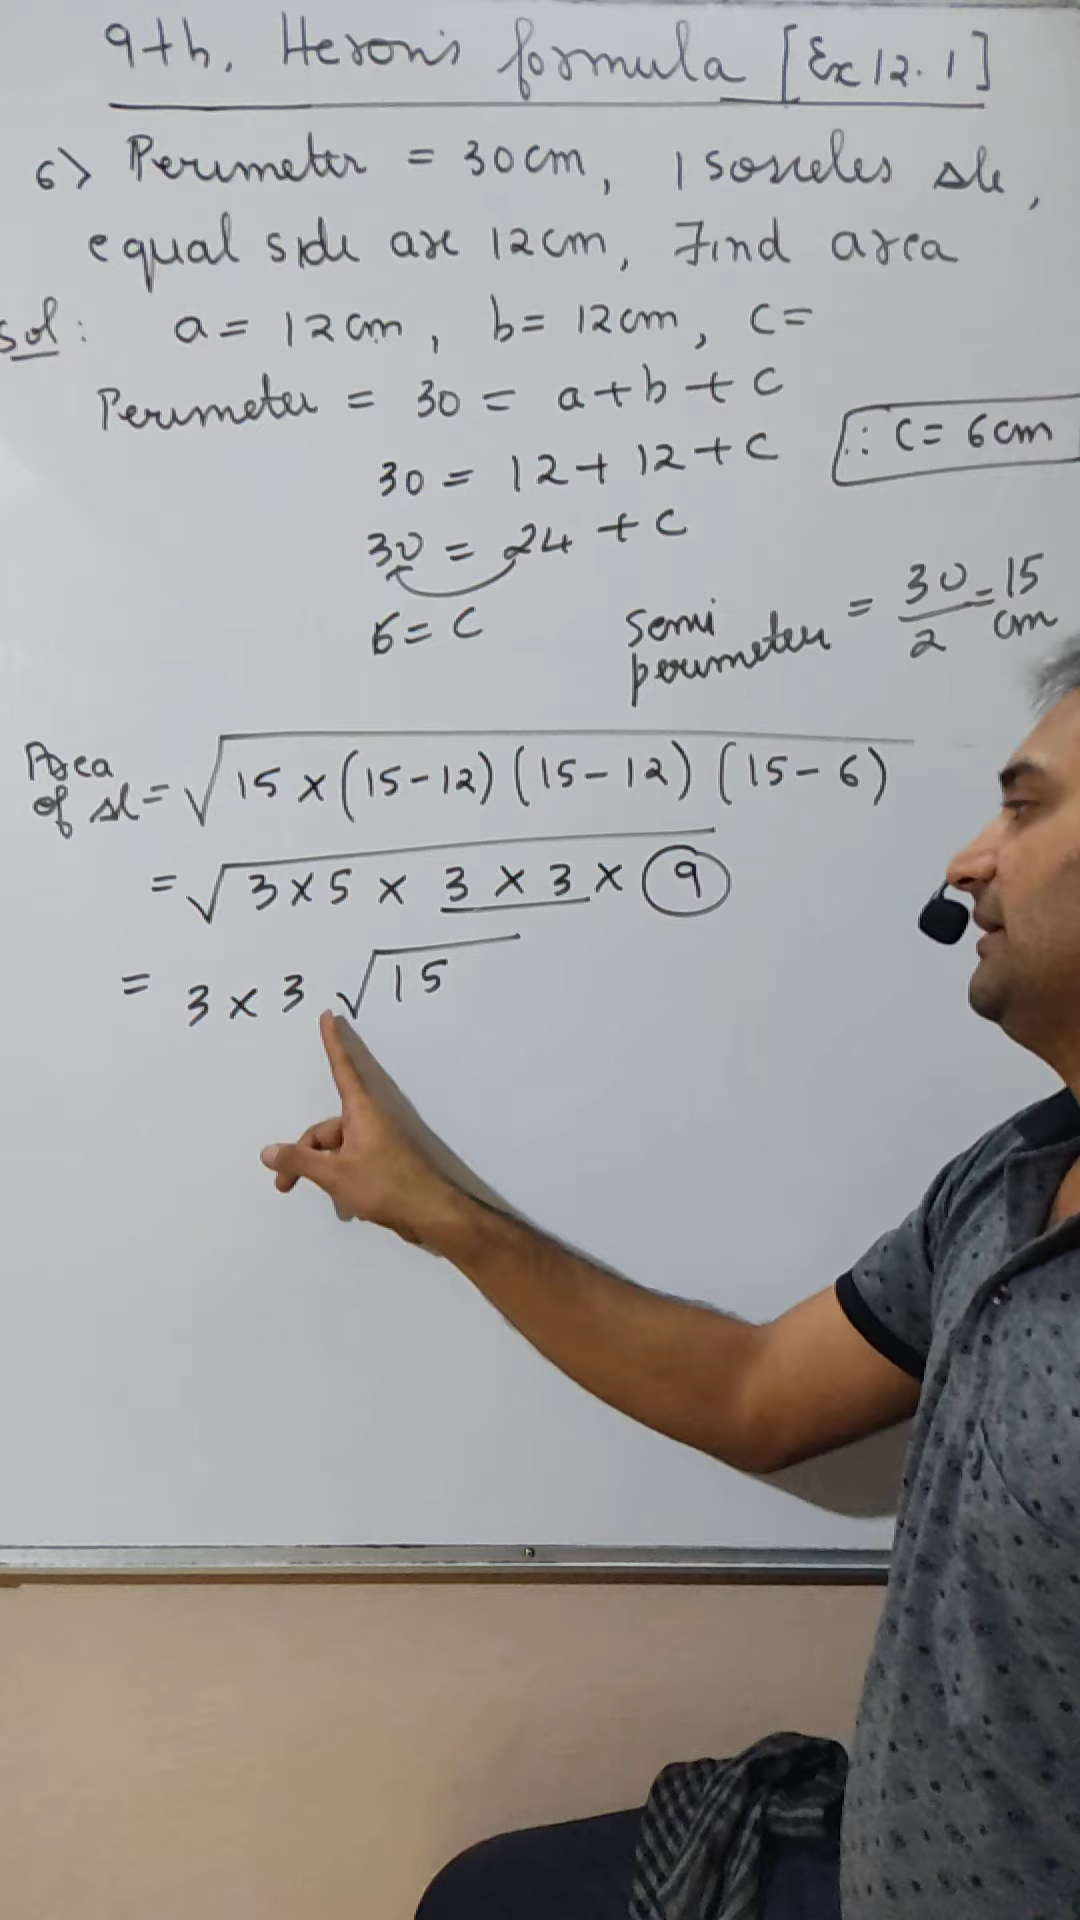 9th, Heron's formula [Ex 12.1]
6> Perimeter = 30cm, Isosceles sle,
equal side are 12cm, Find area
Sol: a = 12cm, b = 12cm, c =
Perimeter = 30 = a + b + c
30 = 12 + 12 + c
∴ c = 6cm
30 = 24 + c
6 = c
Semi perimeter = 30/2 = 15 cm
Area of sle = √15 × (15-12) (15-12) (15-6)
= √3 × 5 × 3 × 3 × 9
= 3 × 3 √15